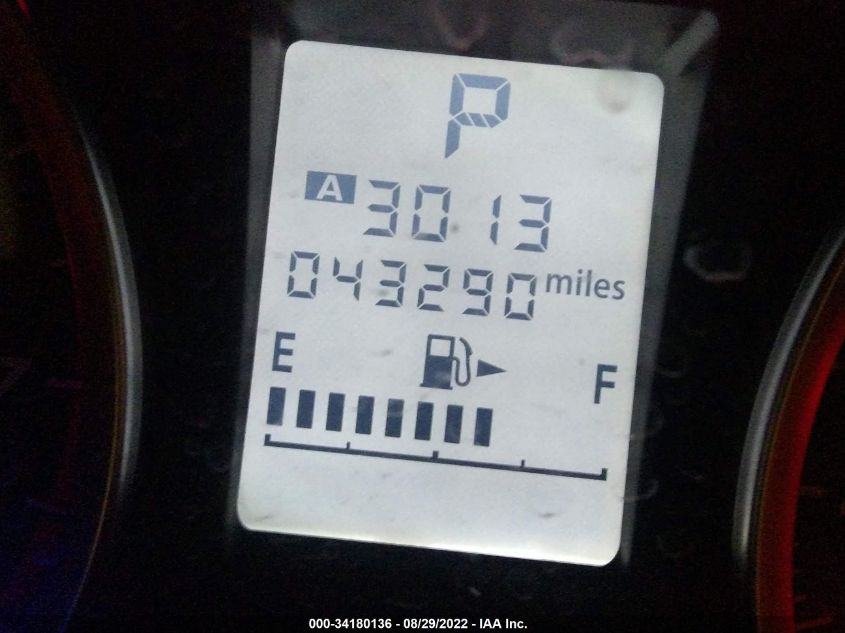 P
A 3013
043290 miles
E F
000-34180136 - 08/29/2022 - IAA Inc.